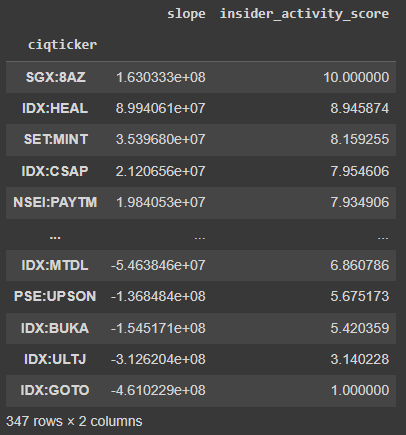 slope insider_activity_score
ciqticker
SGX:8AZ 1.630333e+08 10.000000
IDX:HEAL 8.994061e+07 8.945874
SET:MINT 3.539680e+07 8.159255
IDX:CSAP 2.120656e+07 7.954606
NSEI:PAYTM 1.984053e+07 7.934906
... ... ...
IDX:MTDL -5.463846e+07 6.860786
PSE:UPSON -1.368484e+08 5.675173
IDX:BUKA -1.545171e+08 5.420359
IDX:ULTJ -3.126204e+08 3.140228
IDX:GOTO -4.610229e+08 1.000000
347 rows × 2 columns